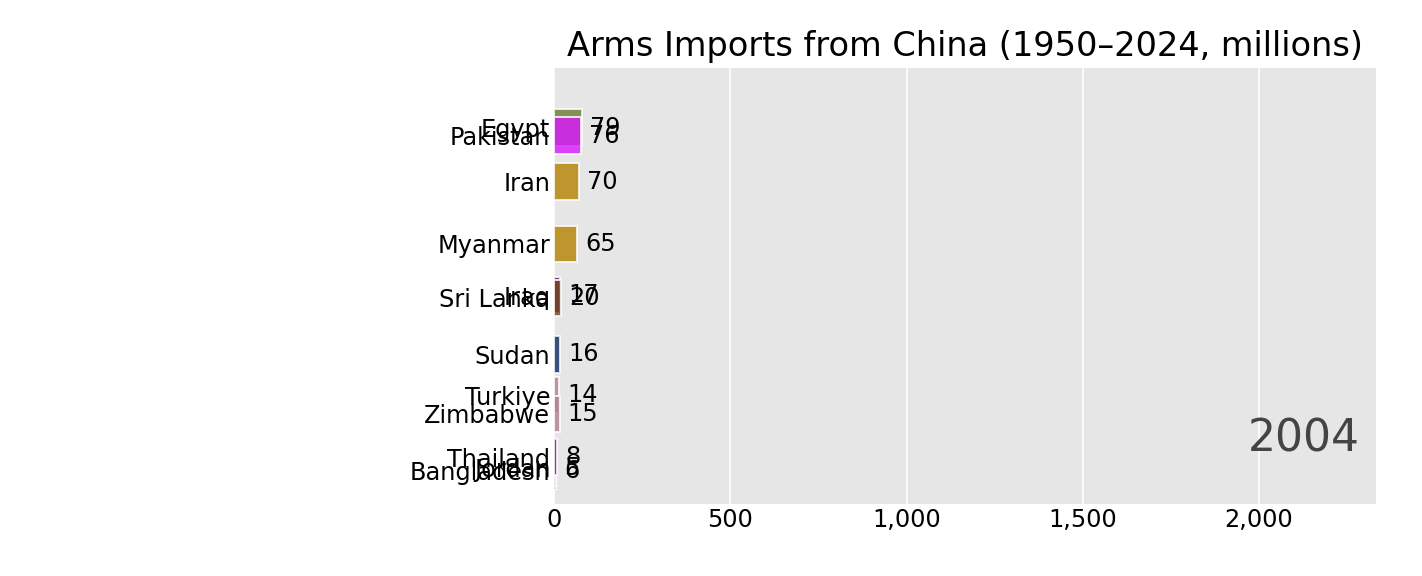 Arms Imports from China (1950–2024, millions)
Egypt 79
Pakistan 76
Iran 70
Myanmar 65
Iraq 17
Sri Lanka 20
Sudan 16
Turkiye 14
Zimbabwe 15
Thailand 8
Jordan
Bangladesh 6
2004
0 500 1,000 1,500 2,000